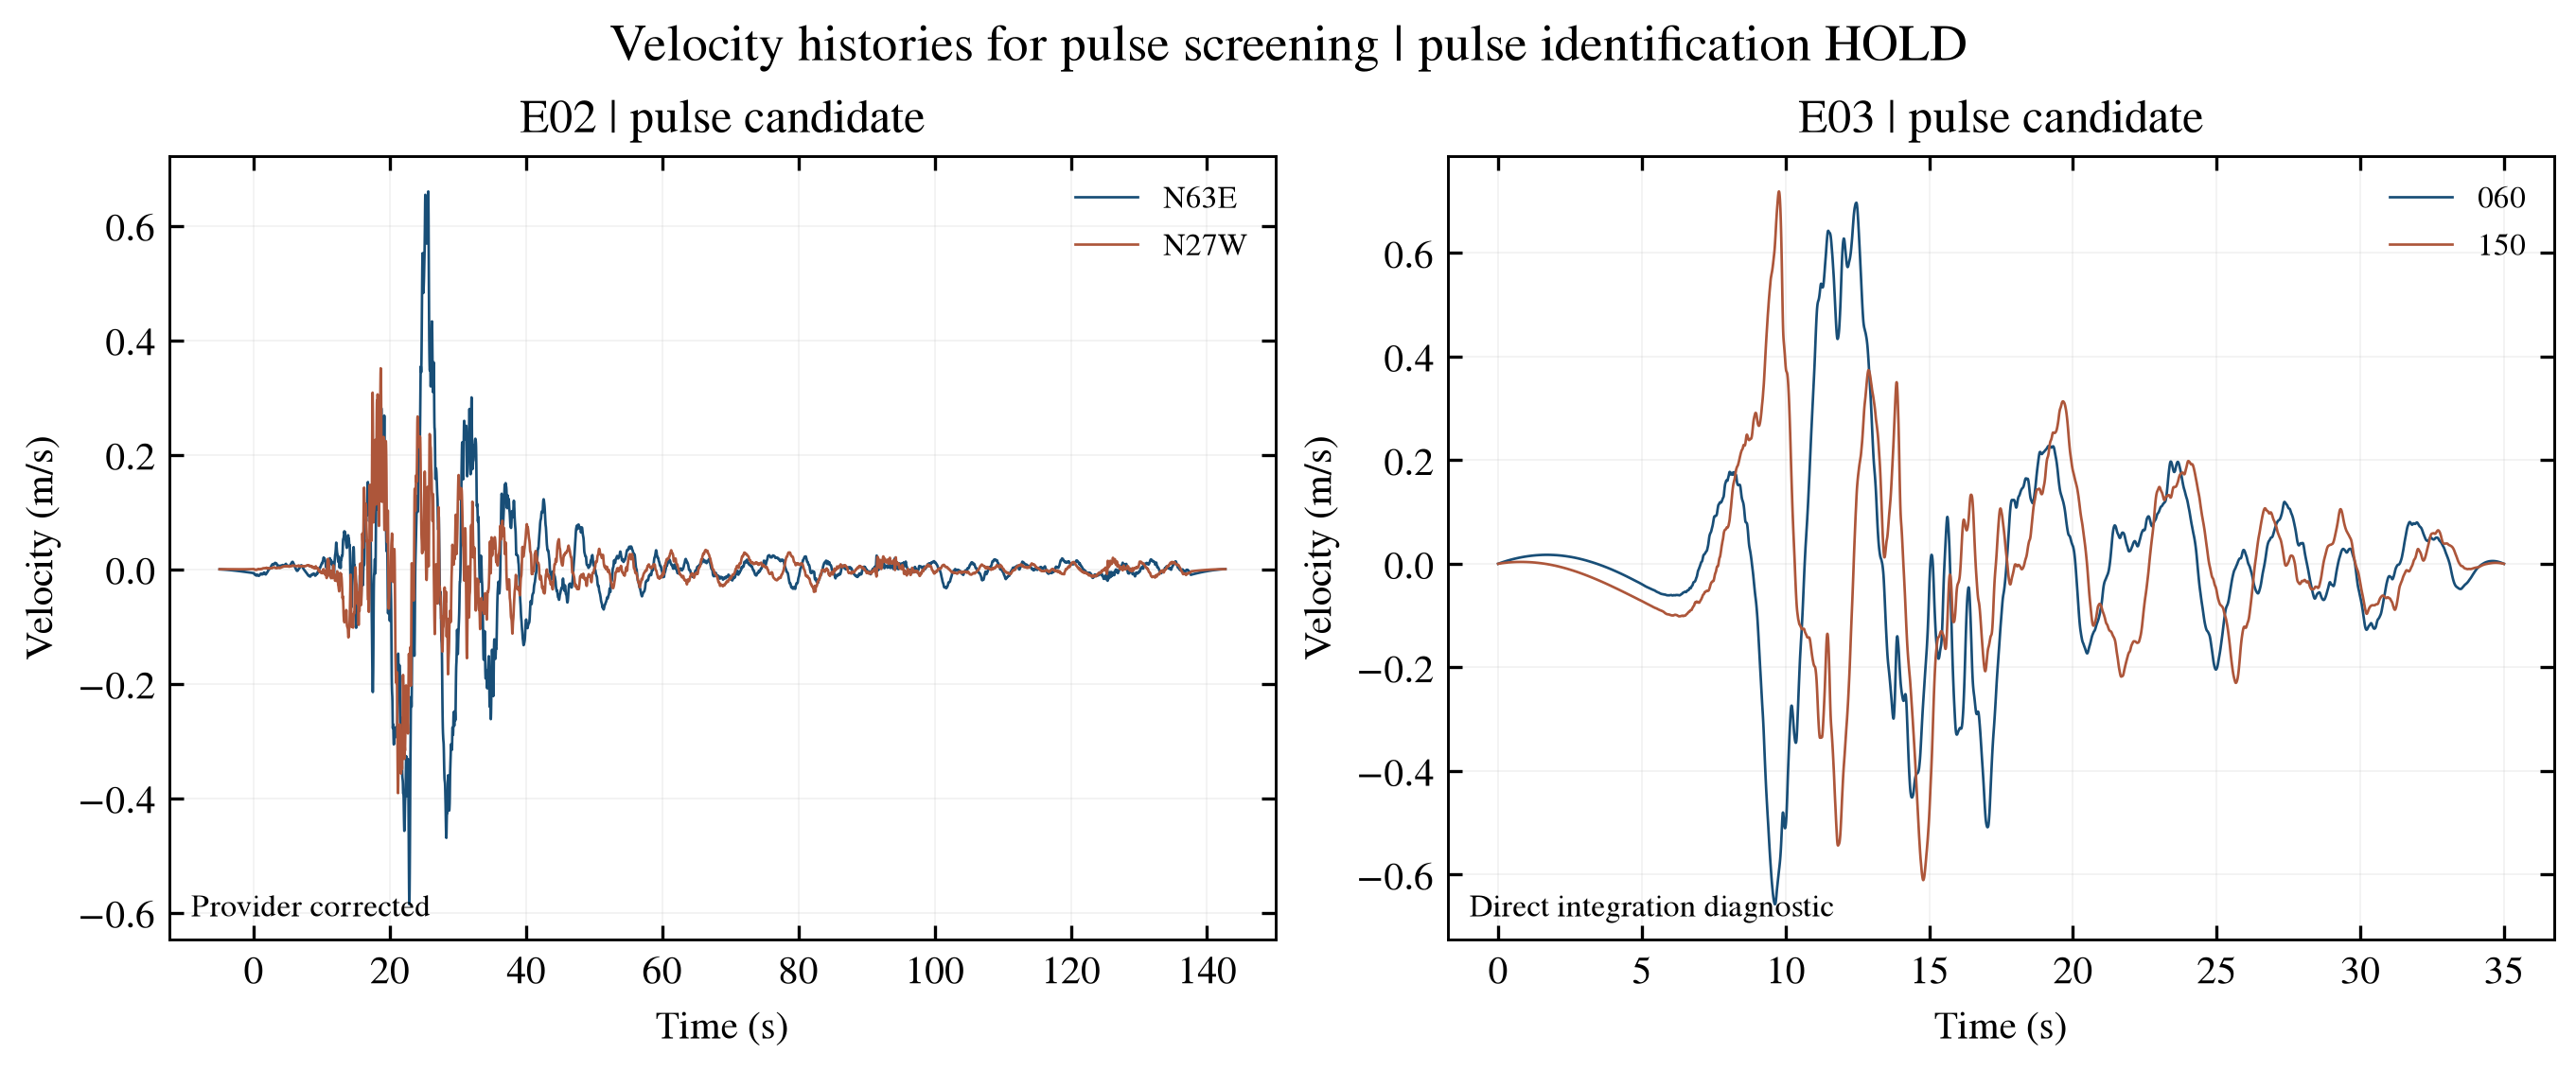 Velocity histories for pulse screening | pulse identification HOLD
E02 | pulse candidate
N63E
N27W
0.6
0.4
0.2
0.0
−0.2
−0.4
−0.6
Velocity (m/s)
Provider corrected
0 20 40 60 80 100 120 140
Time (s)
E03 | pulse candidate
060
150
0.6
0.4
0.2
0.0
−0.2
−0.4
−0.6
Velocity (m/s)
Direct integration diagnostic
0 5 10 15 20 25 30 35
Time (s)